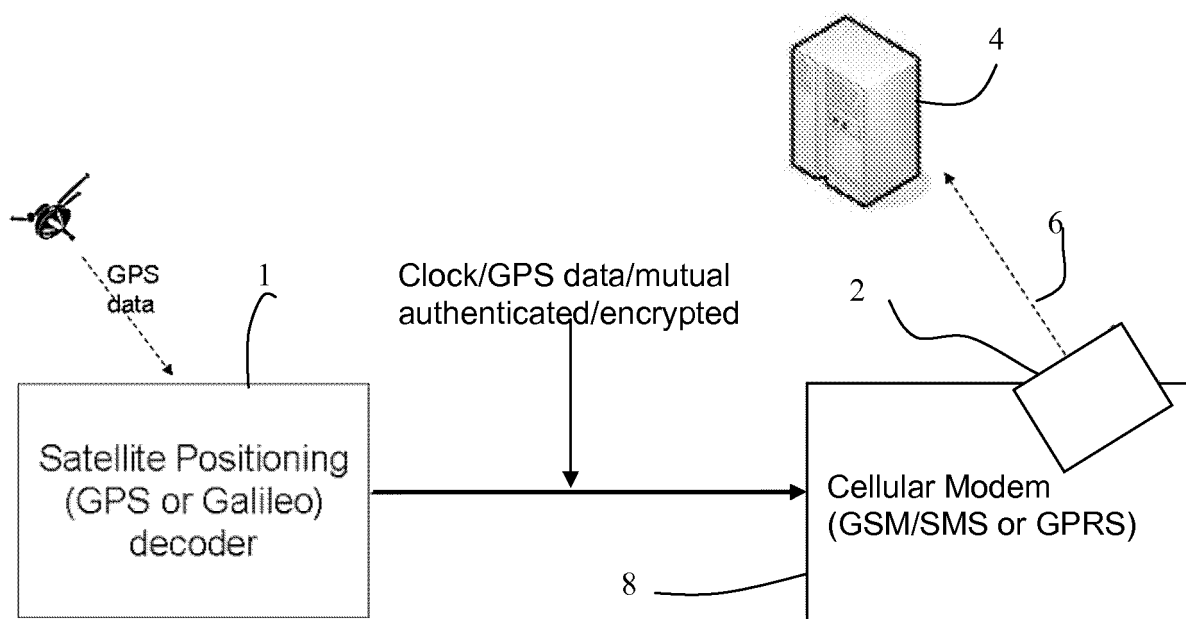 4
6
GPS
data
1
Clock/GPS data/mutual
authenticated/encrypted
2
Satellite Positioning
(GPS or Galileo)
decoder
Cellular Modem
(GSM/SMS or GPRS)
8